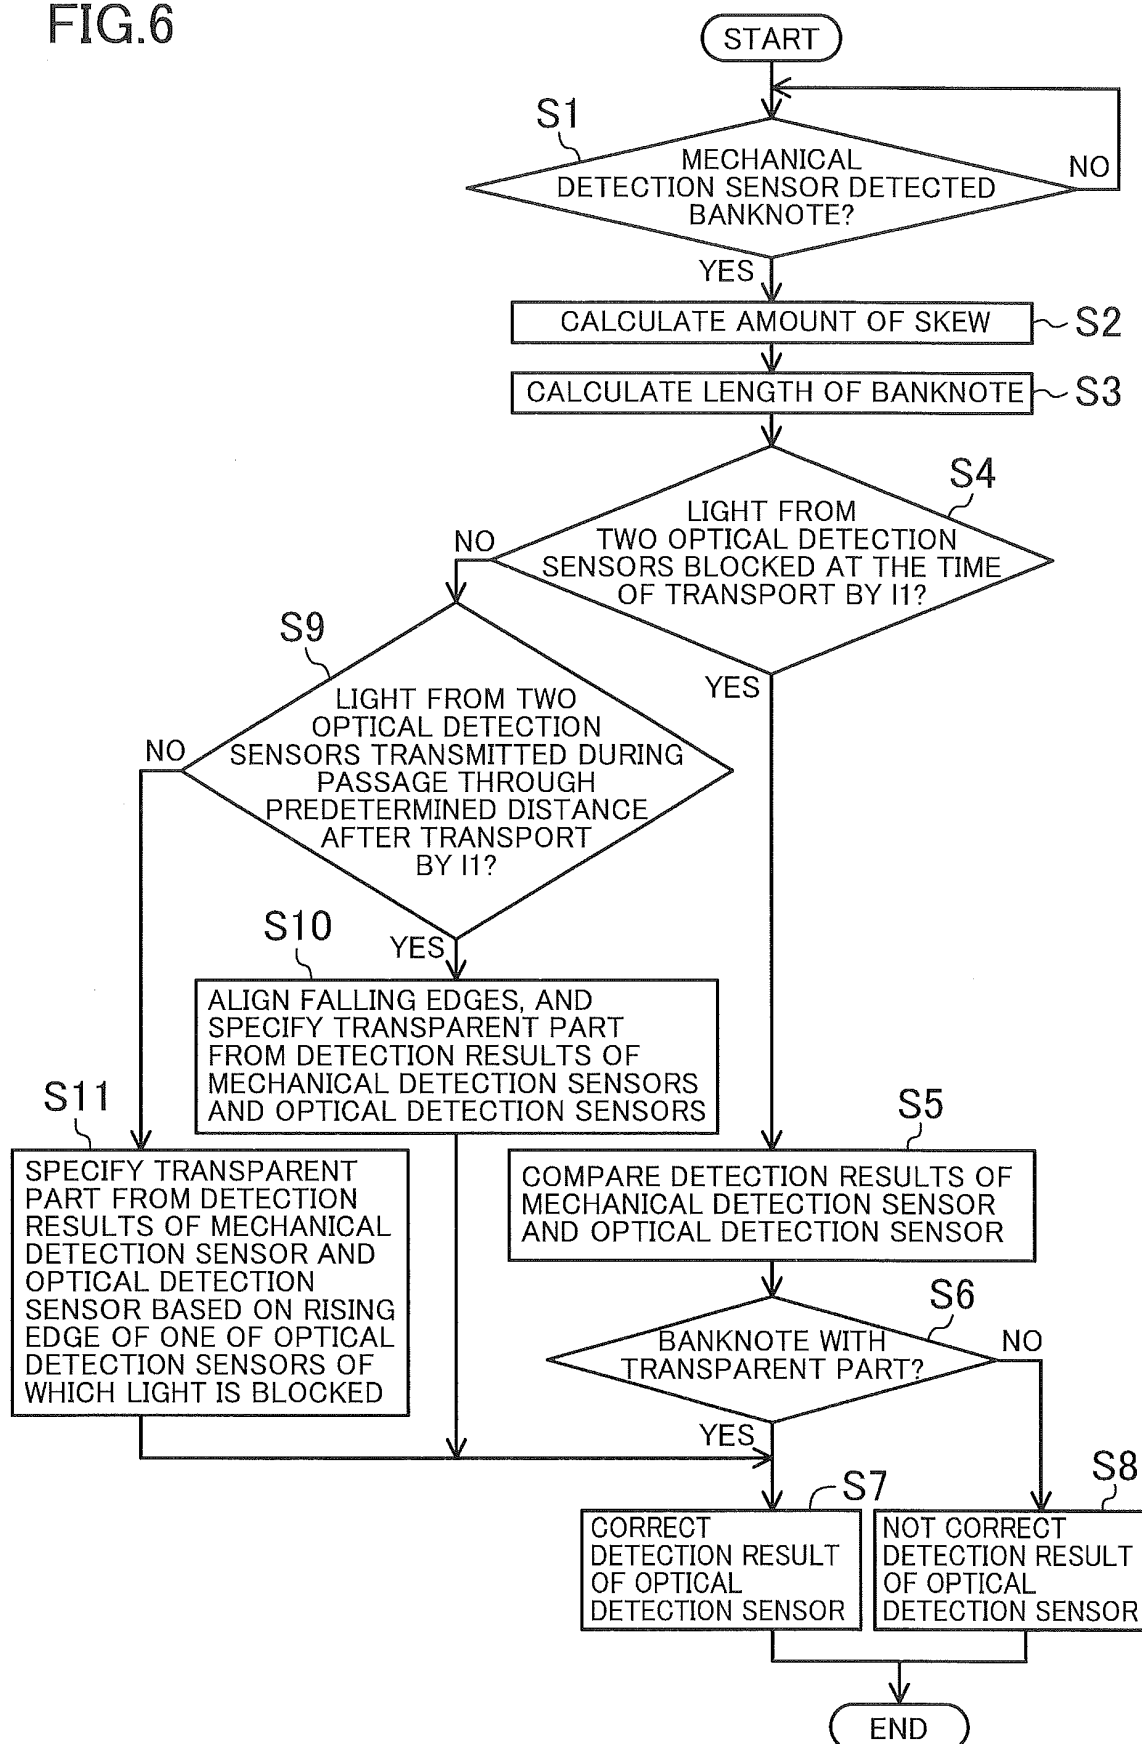 FIG.6
START
S1
MECHANICAL
DETECTION SENSOR DETECTED
BANKNOTE?
NO
YES
CALCULATE AMOUNT OF SKEW
S2
CALCULATE LENGTH OF BANKNOTE
S3
S4
LIGHT FROM
TWO OPTICAL DETECTION
SENSORS BLOCKED AT THE TIME
OF TRANSPORT BY l1?
NO
YES
S9
LIGHT FROM TWO
OPTICAL DETECTION
SENSORS TRANSMITTED DURING
PASSAGE THROUGH
PREDETERMINED DISTANCE
AFTER TRANSPORT
BY l1?
NO
YES
S10
ALIGN FALLING EDGES, AND
SPECIFY TRANSPARENT PART
FROM DETECTION RESULTS OF
MECHANICAL DETECTION SENSORS
AND OPTICAL DETECTION SENSORS
S11
SPECIFY TRANSPARENT
PART FROM DETECTION
RESULTS OF MECHANICAL
DETECTION SENSOR AND
OPTICAL DETECTION
SENSOR BASED ON RISING
EDGE OF ONE OF OPTICAL
DETECTION SENSORS OF
WHICH LIGHT IS BLOCKED
S5
COMPARE DETECTION RESULTS OF
MECHANICAL DETECTION SENSOR
AND OPTICAL DETECTION SENSOR
S6
BANKNOTE WITH
TRANSPARENT PART?
NO
YES
S7
CORRECT
DETECTION RESULT
OF OPTICAL
DETECTION SENSOR
S8
NOT CORRECT
DETECTION RESULT
OF OPTICAL
DETECTION SENSOR
END